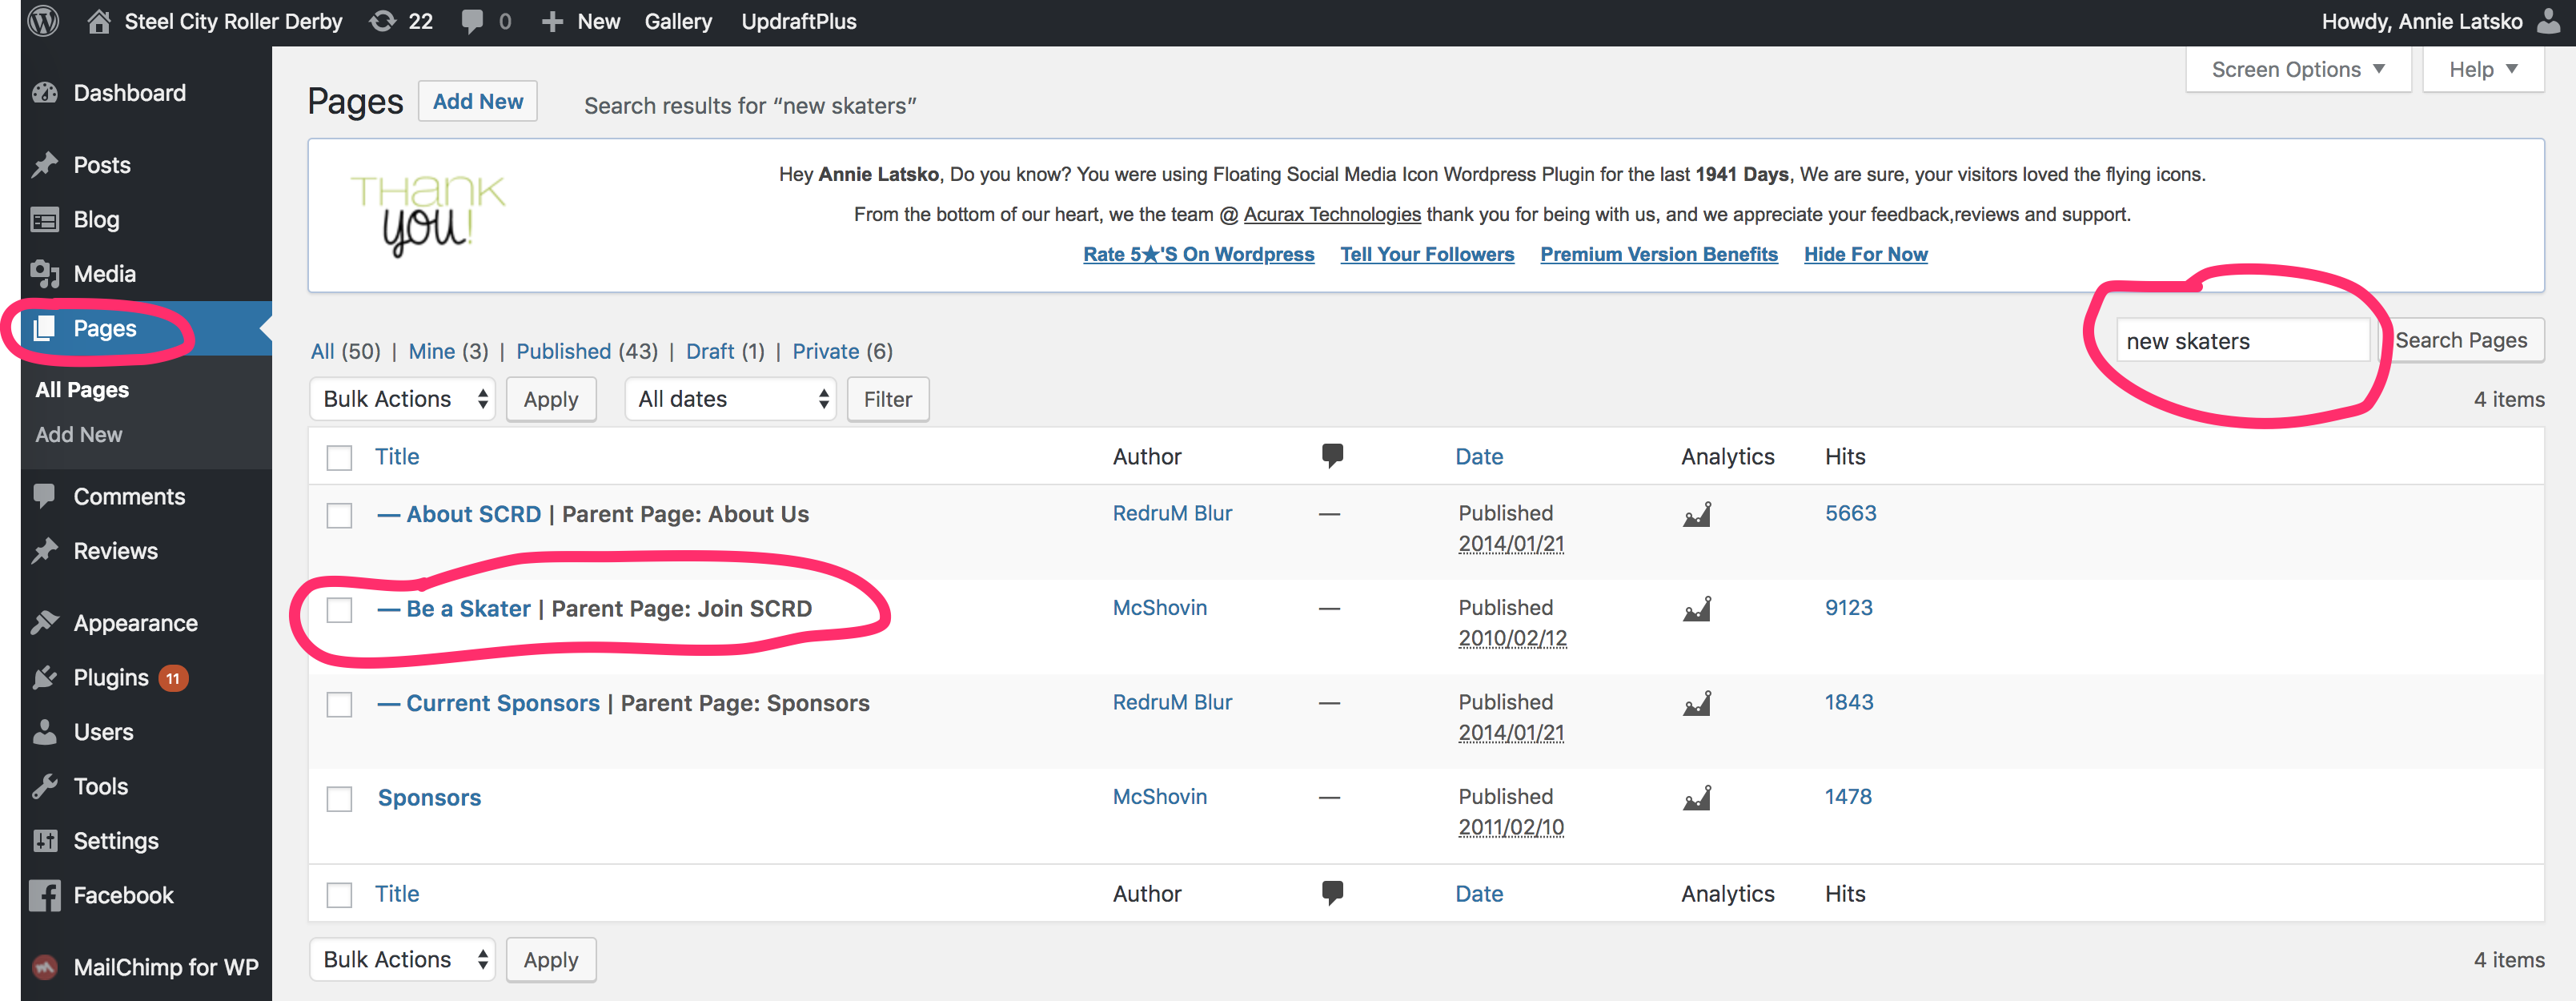 Steel City Roller Derby 22 0 New Gallery UpdraftPlus Howdy, Annie Latsko
Screen Options Help
Dashboard
Posts
Blog
Media
Pages
All Pages
Add New
Comments
Reviews
Appearance
Plugins 11
Users
Tools
Settings
Facebook
MailChimp for WP
Pages Add New Search results for “new skaters”
THANK
you!
Hey Annie Latsko, Do you know? You were using Floating Social Media Icon Wordpress Plugin for the last 1941 Days, We are sure, your visitors loved the flying icons.
From the bottom of our heart, we the team @ Acurax Technologies thank you for being with us, and we appreciate your feedback,reviews and support.
Rate 5★'S On Wordpress Tell Your Followers Premium Version Benefits Hide For Now
new skaters Search Pages
All (50) | Mine (3) | Published (43) | Draft (1) | Private (6)
Bulk Actions Apply All dates Filter 4 items
Title Author Date Analytics Hits
— About SCRD | Parent Page: About Us RedruM Blur — Published 5663
2014/01/21
— Be a Skater | Parent Page: Join SCRD McShovin — Published 9123
2010/02/12
— Current Sponsors | Parent Page: Sponsors RedruM Blur — Published 1843
2014/01/21
Sponsors McShovin — Published 1478
2011/02/10
Title Author Date Analytics Hits
Bulk Actions Apply 4 items